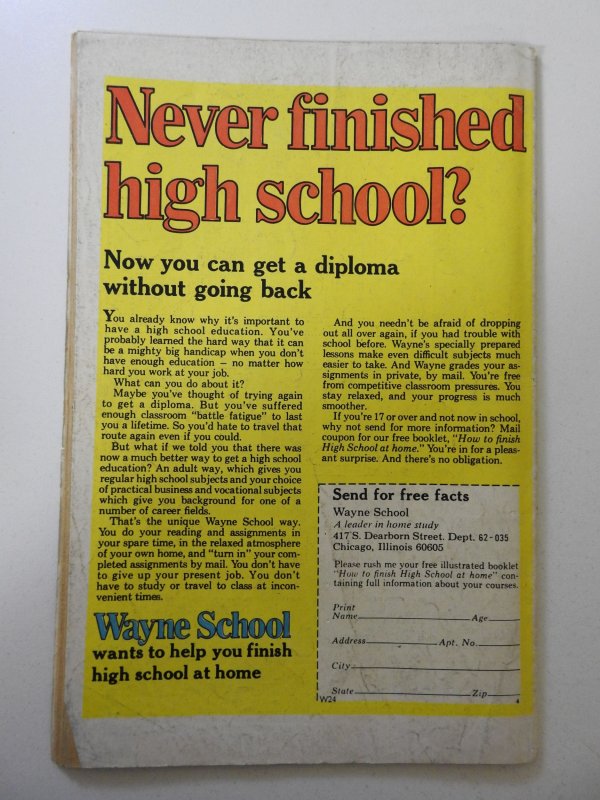 Never finished
high school?
Now you can get a diploma
without going back
You already know why it's important to
have a high school education. You've
probably learned the hard way that it can
be a mighty big handicap when you don't
have enough education — no matter how
hard you work at your job.
What can you do about it?
Maybe you've thought of trying again
to get a diploma. But you've suffered
enough classroom "battle fatigue" to last
you a lifetime. So you'd hate to travel that
route again even if you could.
But what if we told you that there was
now a much better way to get a high school
education? An adult way, which gives you
regular high school subjects and your choice
of practical business and vocational subjects
which give you background for one of a
number of career fields.
That's the unique Wayne School way.
You do your reading and assignments in
your spare time, in the relaxed atmosphere
of your own home, and "turn in" your com-
pleted assignments by mail. You don't have
to give up your present job. You don't
have to study or travel to class at incon-
venient times.
Wayne School
wants to help you finish
high school at home
And you needn't be afraid of dropping
out all over again, if you had trouble with
school before. Wayne's specially prepared
lessons make even difficult subjects much
easier to take. And Wayne grades your as-
signments in private, by mail. You're free
from competitive classroom pressures. You
stay relaxed, and your progress is much
smoother.
If you're 17 or over and not now in school,
why not send for more information? Mail
coupon for our free booklet, "How to finish
High School at home." You're in for a pleas-
ant surprise. And there's no obligation.
Send for free facts
Wayne School
A leader in home study
417 S. Dearborn Street. Dept. 62-035
Chicago, Illinois 60605
Please rush me your free illustrated booklet
"How to finish High School at home" con-
taining full information about your courses.
Print
Name Age
Address Apt. No.
City
State Zip
W24 4